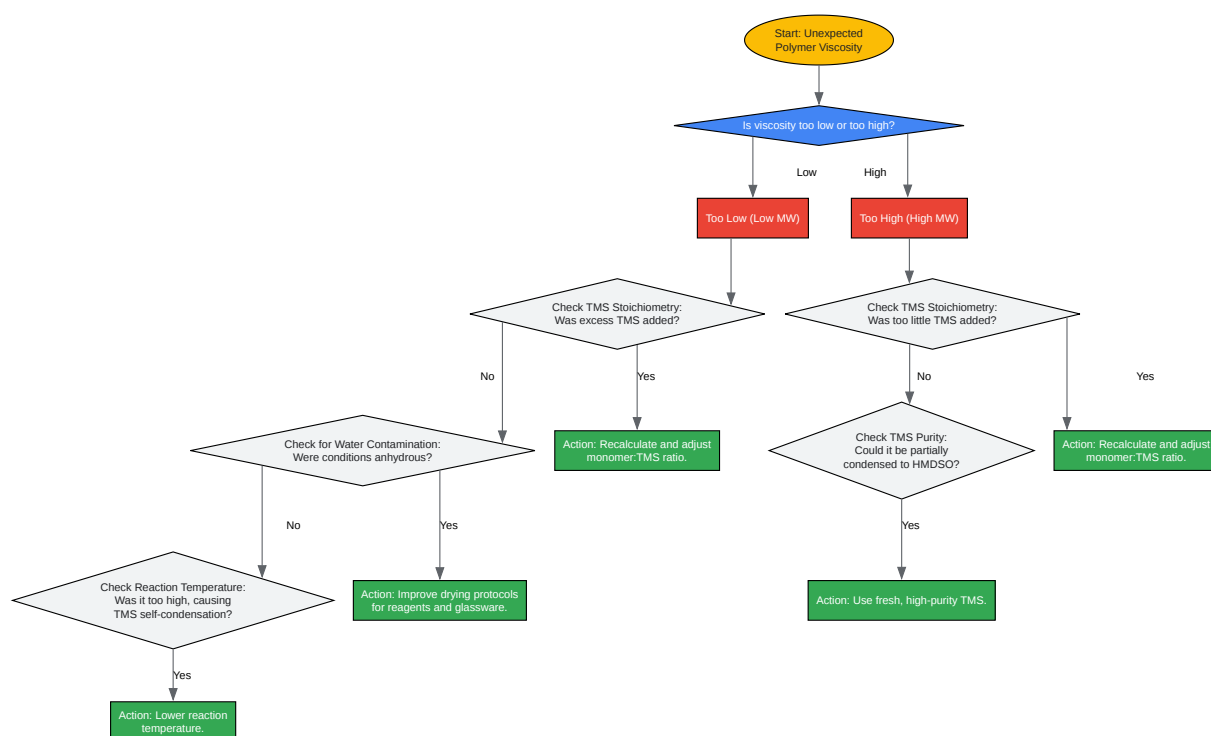 Start: Unexpected
Polymer Viscosity
Is viscosity too low or too high?
Low
High
Too Low (Low MW)
Too High (High MW)
Check TMS Stoichiometry:
Was excess TMS added?
Check TMS Stoichiometry:
Was too little TMS added?
No
Yes
No
Yes
Check for Water Contamination:
Were conditions anhydrous?
Action: Recalculate and adjust
monomer:TMS ratio.
Check TMS Purity:
Could it be partially
condensed to HMDSO?
Action: Recalculate and adjust
monomer:TMS ratio.
No
Yes
Yes
Check Reaction Temperature:
Was it too high, causing
TMS self-condensation?
Action: Improve drying protocols
for reagents and glassware.
Action: Use fresh, high-purity TMS.
Yes
Action: Lower reaction
temperature.